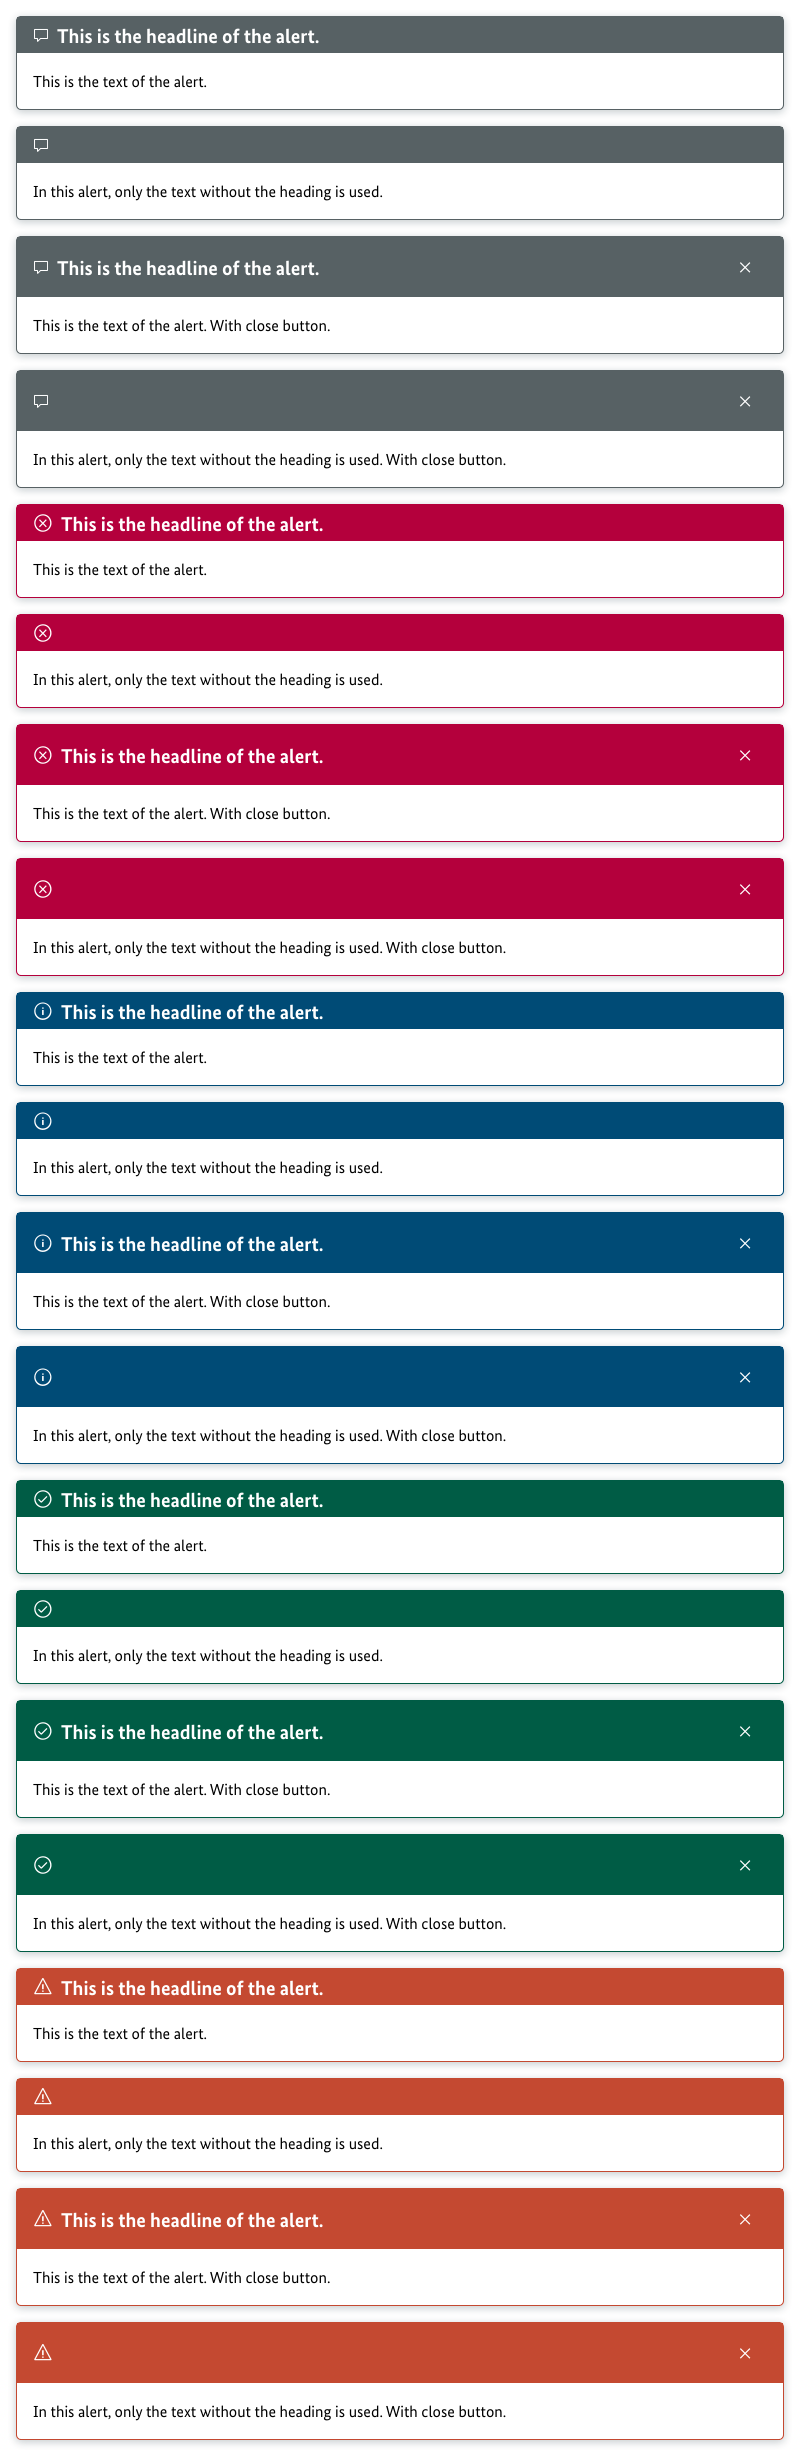 This is the headline of the alert.
This is the text of the alert.
In this alert, only the text without the heading is used.
This is the headline of the alert.
This is the text of the alert. With close button.
In this alert, only the text without the heading is used. With close button.
This is the headline of the alert.
This is the text of the alert.
In this alert, only the text without the heading is used.
This is the headline of the alert.
This is the text of the alert. With close button.
In this alert, only the text without the heading is used. With close button.
This is the headline of the alert.
This is the text of the alert.
In this alert, only the text without the heading is used.
This is the headline of the alert.
This is the text of the alert. With close button.
In this alert, only the text without the heading is used. With close button.
This is the headline of the alert.
This is the text of the alert.
In this alert, only the text without the heading is used.
This is the headline of the alert.
This is the text of the alert. With close button.
In this alert, only the text without the heading is used. With close button.
This is the headline of the alert.
This is the text of the alert.
In this alert, only the text without the heading is used.
This is the headline of the alert.
This is the text of the alert. With close button.
In this alert, only the text without the heading is used. With close button.